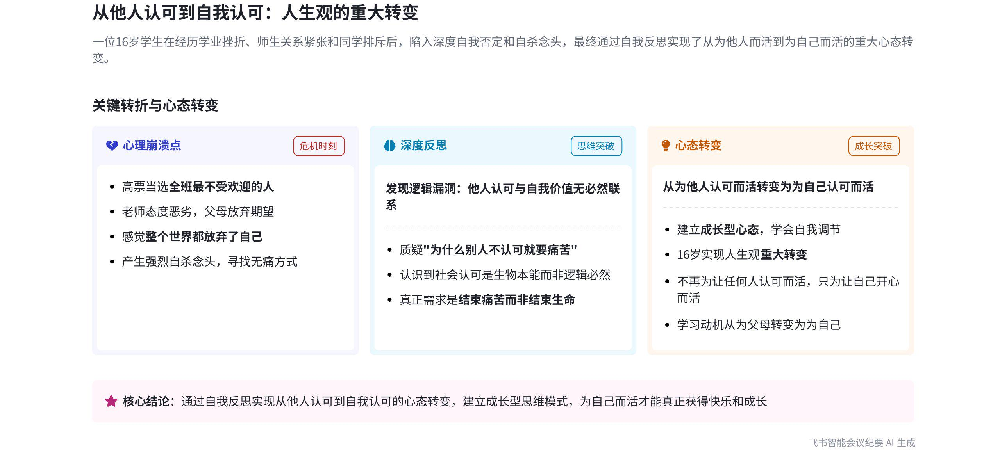 从他人认可到自我认可：人生观的重大转变
一位16岁学生在经历学业挫折、师生关系紧张和同学排斥后，陷入深度自我否定和自杀念头，最终通过自我反思实现了从为他人而活到为自己而活的重大心态转
变。
关键转折与心态转变
心理崩溃点
危机时刻
高票当选全班最不受欢迎的人
老师态度恶劣，父母放弃期望
感觉整个世界都放弃了自己
产生强烈自杀念头，寻找无痛方式
深度反思
思维突破
发现逻辑漏洞：他人认可与自我价值无必然联
系
质疑"为什么别人不认可就要痛苦"
认识到社会认可是生物本能而非逻辑必然
真正需求是结束痛苦而非结束生命
心态转变
成长突破
从为他人认可而活转变为为自己认可而活
建立成长型心态，学会自我调节
16岁实现人生观重大转变
不再为让任何人认可而活，只为让自己开心
而活
学习动机从为父母转变为为自己
核心结论：通过自我反思实现从他人认可到自我认可的心态转变，建立成长型思维模式，为自己而活才能真正获得快乐和成长
飞书智能会议纪要 AI 生成